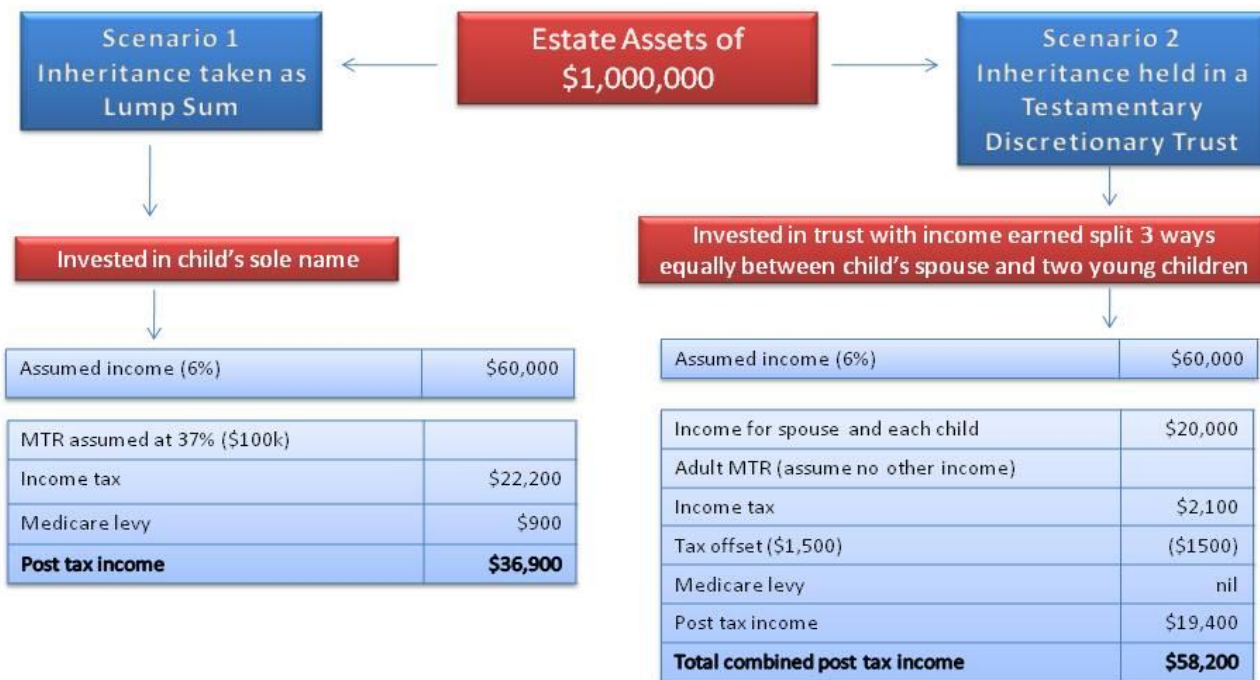 Scenario 1
Inheritance taken as
Lump Sum
Estate Assets of
$1,000,000
Scenario 2
Inheritance held in a
Testamentary
Discretionary Trust
Invested in child's sole name
Invested in trust with income earned split 3 ways
equally between child's spouse and two young children
Assumed income (6%) $60,000
MTR assumed at 37% ($100k)
Income tax $22,200
Medicare levy $900
Post tax income $36,900
Assumed income (6%) $60,000
Income for spouse and each child $20,000
Adult MTR (assume no other income)
Income tax $2,100
Tax offset ($1,500) ($1500)
Medicare levy nil
Post tax income $19,400
Total combined post tax income $58,200